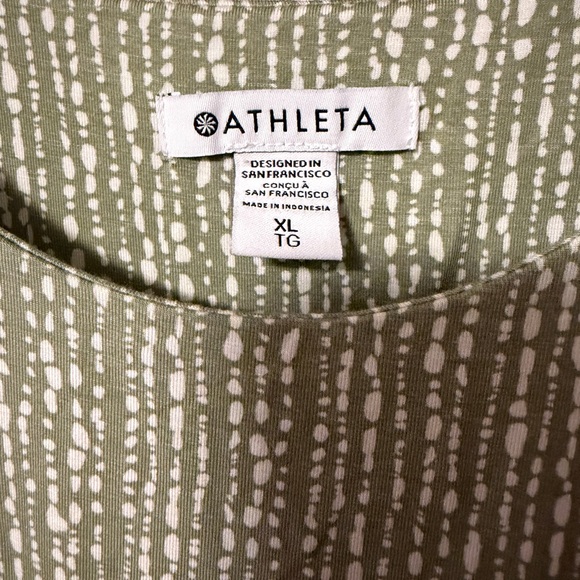 ATHLETA
DESIGNED IN
SAN FRANCISCO
CONÇU À
SAN FRANCISCO
MADE IN INDONESIA
XL
TG